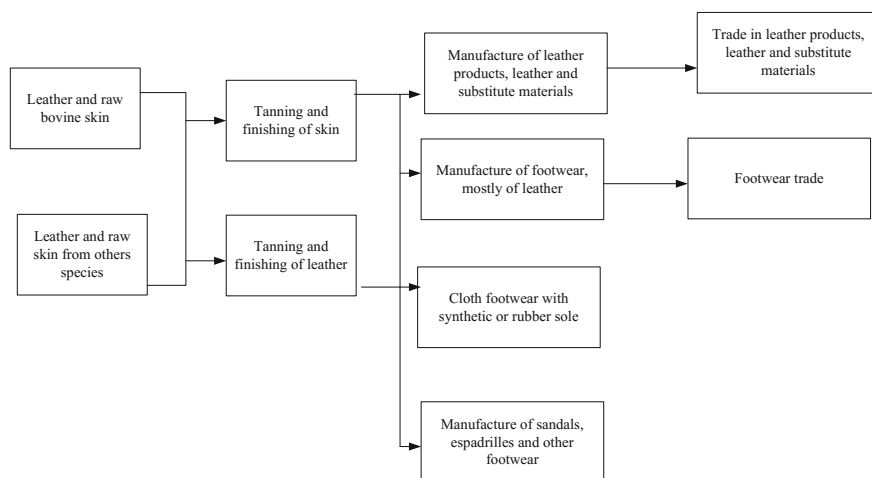 Leather and raw
bovine skin
Leather and raw
skin from others
species
Tanning and
finishing of skin
Tanning and
finishing of leather
Manufacture of leather
products, leather and
substitute materials
Manufacture of footwear,
mostly of leather
Cloth footwear with
synthetic or rubber sole
Manufacture of sandals,
espadrilles and other
footwear
Trade in leather products,
leather and substitute
materials
Footwear trade